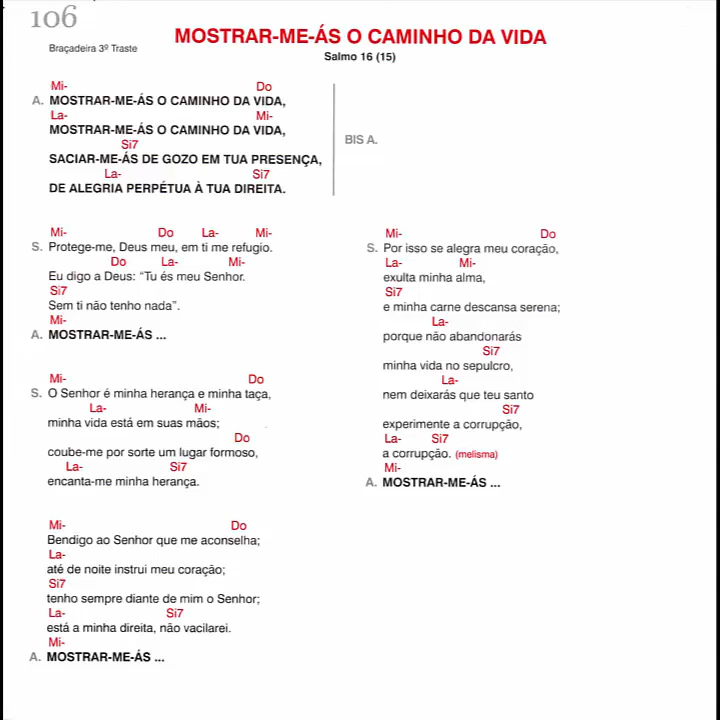 106
MOSTRAR-ME-ÁS O CAMINHO DA VIDA
Braçadeira 3º Traste
Salmo 16 (15)
Mi- Do
A. MOSTRAR-ME-ÁS O CAMINHO DA VIDA,
La- Mi-
MOSTRAR-ME-ÁS O CAMINHO DA VIDA,
Si7
SACIAR-ME-ÁS DE GOZO EM TUA PRESENÇA,
La- Si7
DE ALEGRIA PERPÉTUA À TUA DIREITA.
BIS A.
Mi- Do La- Mi-
S. Protege-me, Deus meu, em ti me refugio.
Do La- Mi-
Eu digo a Deus: “Tu és meu Senhor.
Si7
Sem ti não tenho nada”.
Mi-
A. MOSTRAR-ME-ÁS ...
Mi- Do
S. O Senhor é minha herança e minha taça,
La- Mi-
minha vida está em suas mãos;
Do
coube-me por sorte um lugar formoso,
La- Si7
encanta-me minha herança.
Mi- Do
Bendigo ao Senhor que me aconselha;
La-
até de noite instrui meu coração;
Si7
tenho sempre diante de mim o Senhor;
La- Si7
está a minha direita, não vacilarei.
Mi-
A. MOSTRAR-ME-ÁS ...
Mi- Do
S. Por isso se alegra meu coração,
La- Mi-
exulta minha alma,
Si7
e minha carne descansa serena;
La-
porque não abandonarás
Si7
minha vida no sepulcro,
La-
nem deixarás que teu santo
Si7
experimente a corrupção,
La- Si7
a corrupção. (melisma)
Mi-
A. MOSTRAR-ME-ÁS ...